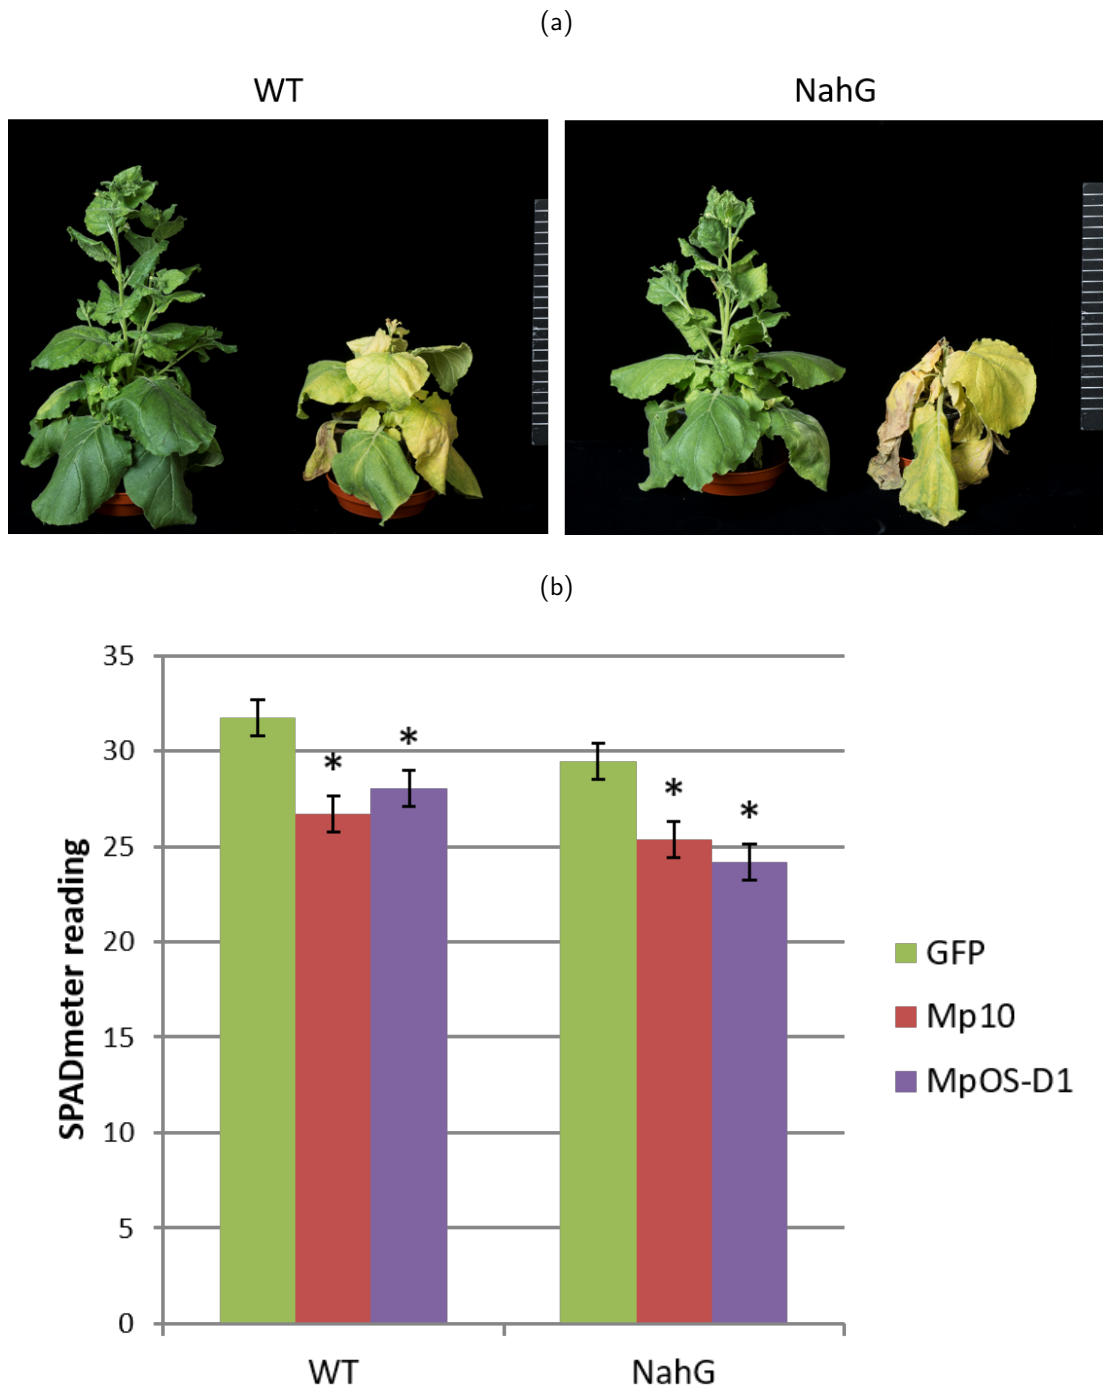 (a)
WT NahG
(b)
35
30
25
20
15
10
5
0
SPADmeter reading
* * * *
GFP
Mp10
MpOS-D1
WT NahG